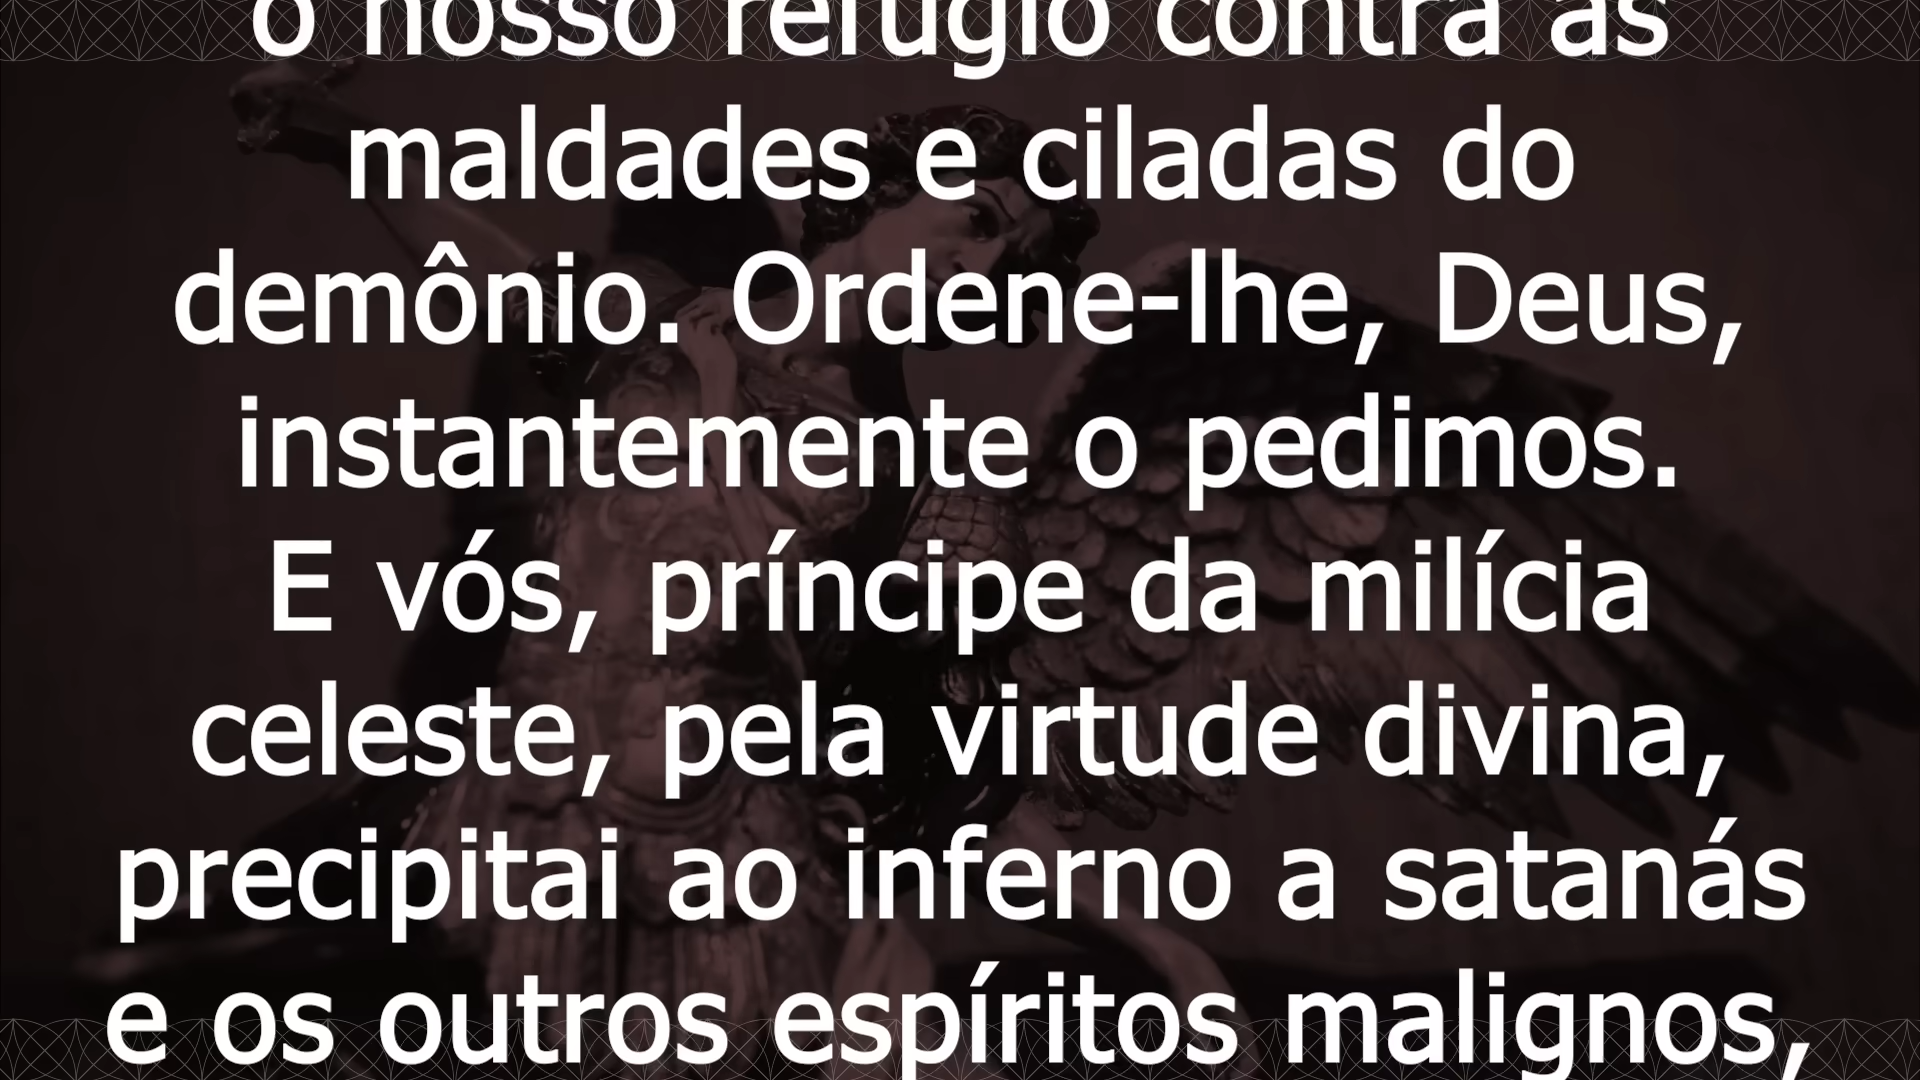 o nosso refúgio contra as
maldades e ciladas do
demônio. Ordene-lhe, Deus,
instantemente o pedimos.
E vós, príncipe da milícia
celeste, pela virtude divina,
precipitai ao inferno a satanás
e os outros espíritos malignos,